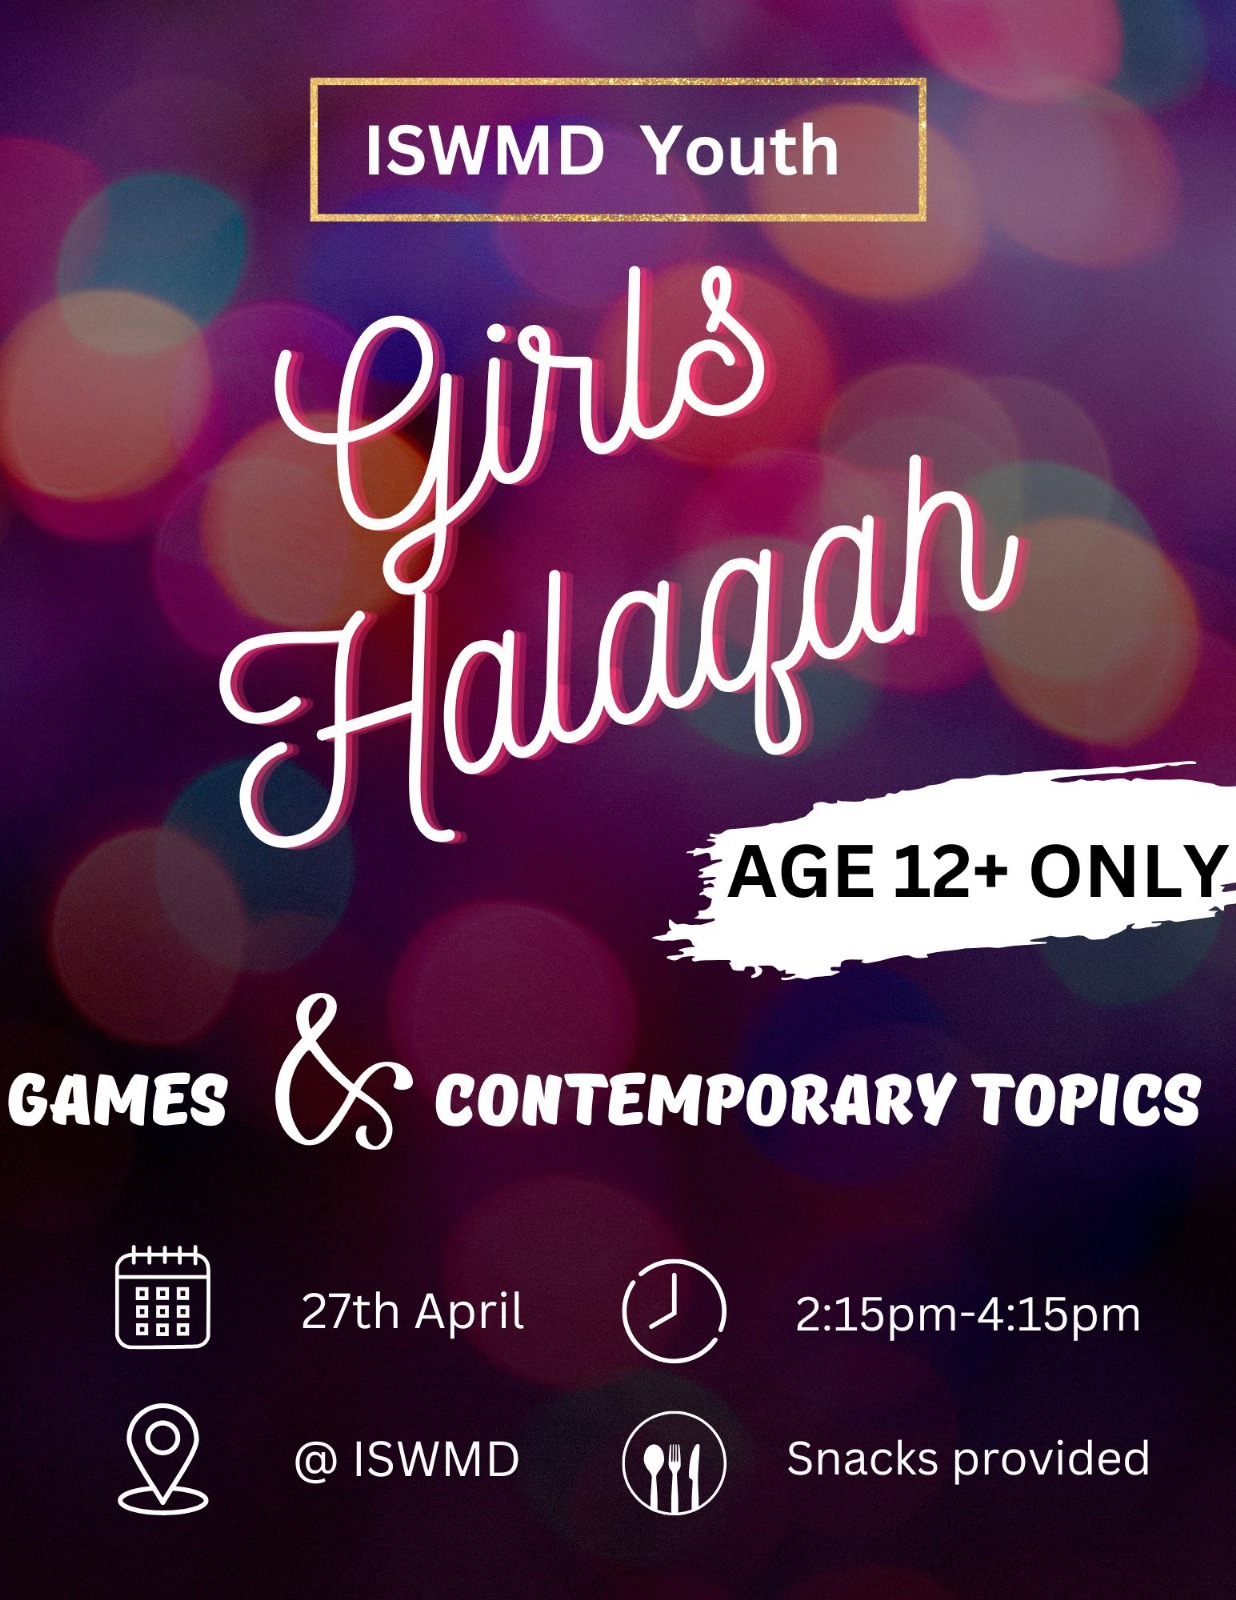 ISWMD Youth
Girls
Halaqah
AGE 12+ ONLY
GAMES & CONTEMPORARY TOPICS
27th April
2:15pm-4:15pm
@ ISWMD
Snacks provided